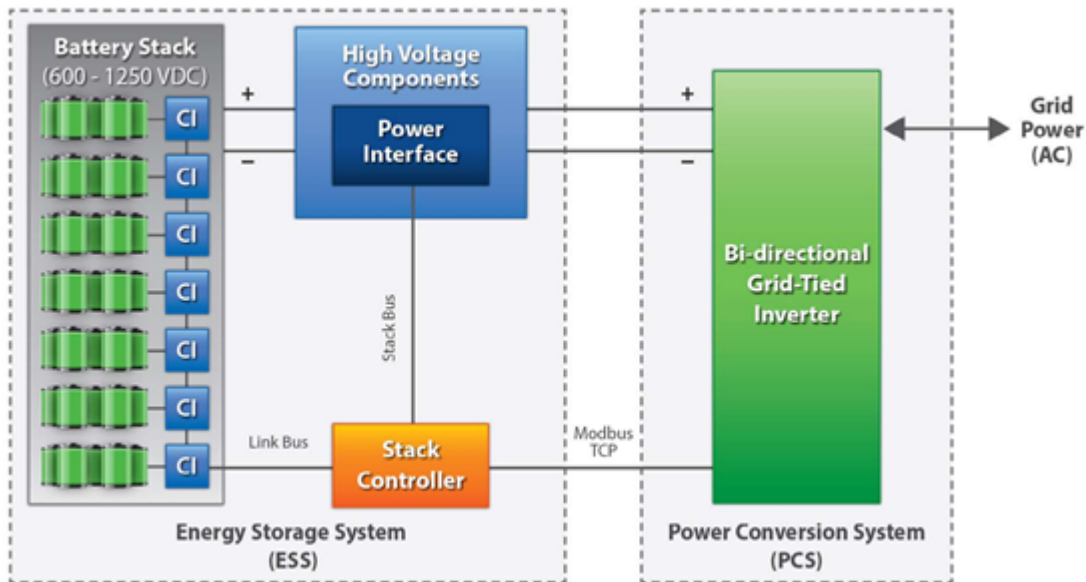 Battery Stack
(600 - 1250 VDC)
CI
CI
CI
CI
CI
CI
CI
+
−
High Voltage
Components
Power
Interface
Stack Bus
Link Bus
Stack
Controller
Energy Storage System
(ESS)
+
−
Modbus
TCP
Bi-directional
Grid-Tied
Inverter
Power Conversion System
(PCS)
Grid
Power
(AC)